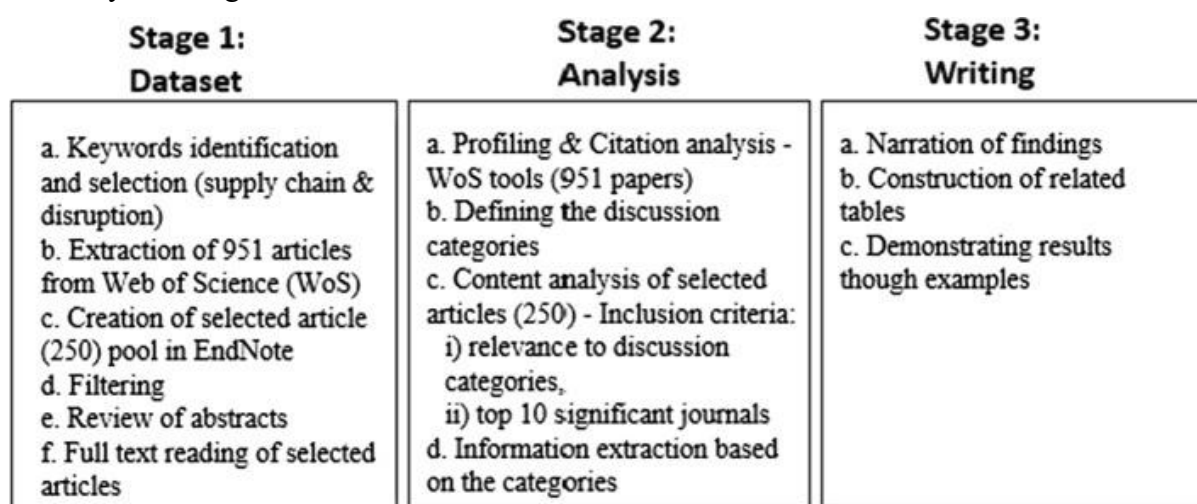 Stage 1:
Dataset
a. Keywords identification
and selection (supply chain &
disruption)
b. Extraction of 951 articles
from Web of Science (WoS)
c. Creation of selected article
(250) pool in EndNote
d. Filtering
e. Review of abstracts
f. Full text reading of selected
articles
Stage 2:
Analysis
a. Profiling & Citation analysis -
WoS tools (951 papers)
b. Defining the discussion
categories
c. Content analysis of selected
articles (250) - Inclusion criteria:
i) relevance to discussion
categories,
ii) top 10 significant journals
d. Information extraction based
on the categories
Stage 3:
Writing
a. Narration of findings
b. Construction of related
tables
c. Demonstrating results
though examples